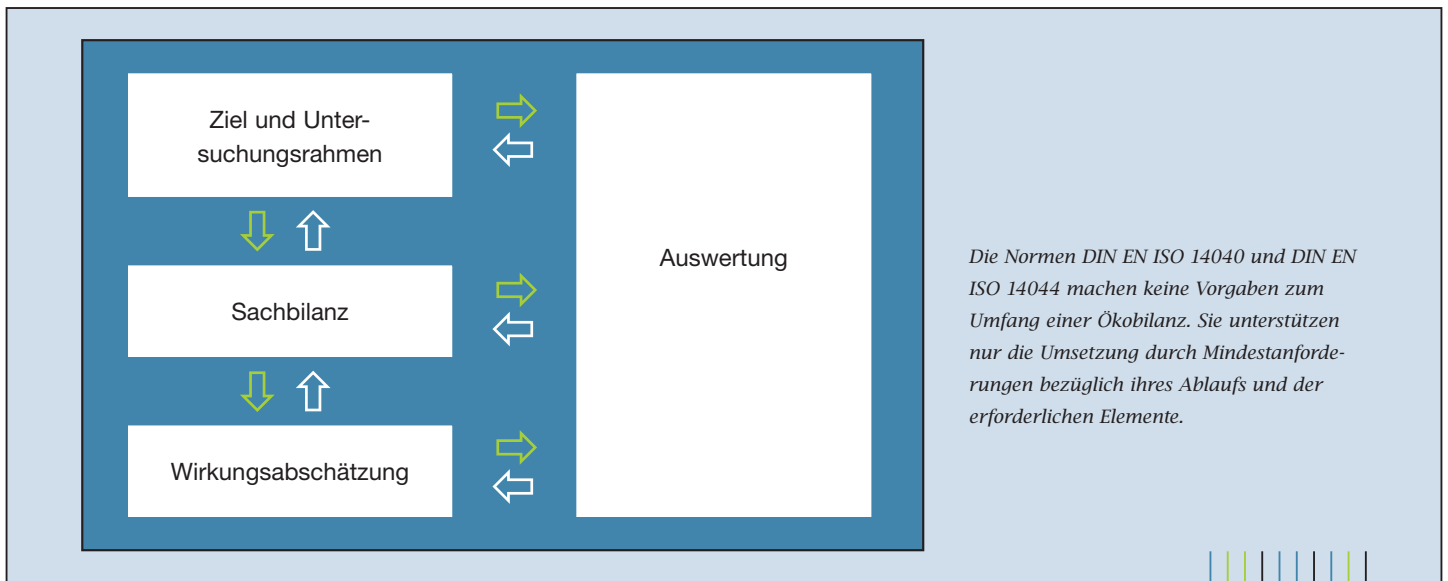 Ziel und Unter-
suchungsrahmen
Sachbilanz
Wirkungsabschätzung
Auswertung
Die Normen DIN EN ISO 14040 und DIN EN
ISO 14044 machen keine Vorgaben zum
Umfang einer Ökobilanz. Sie unterstützen
nur die Umsetzung durch Mindestanforde-
rungen bezüglich ihres Ablaufs und der
erforderlichen Elemente.